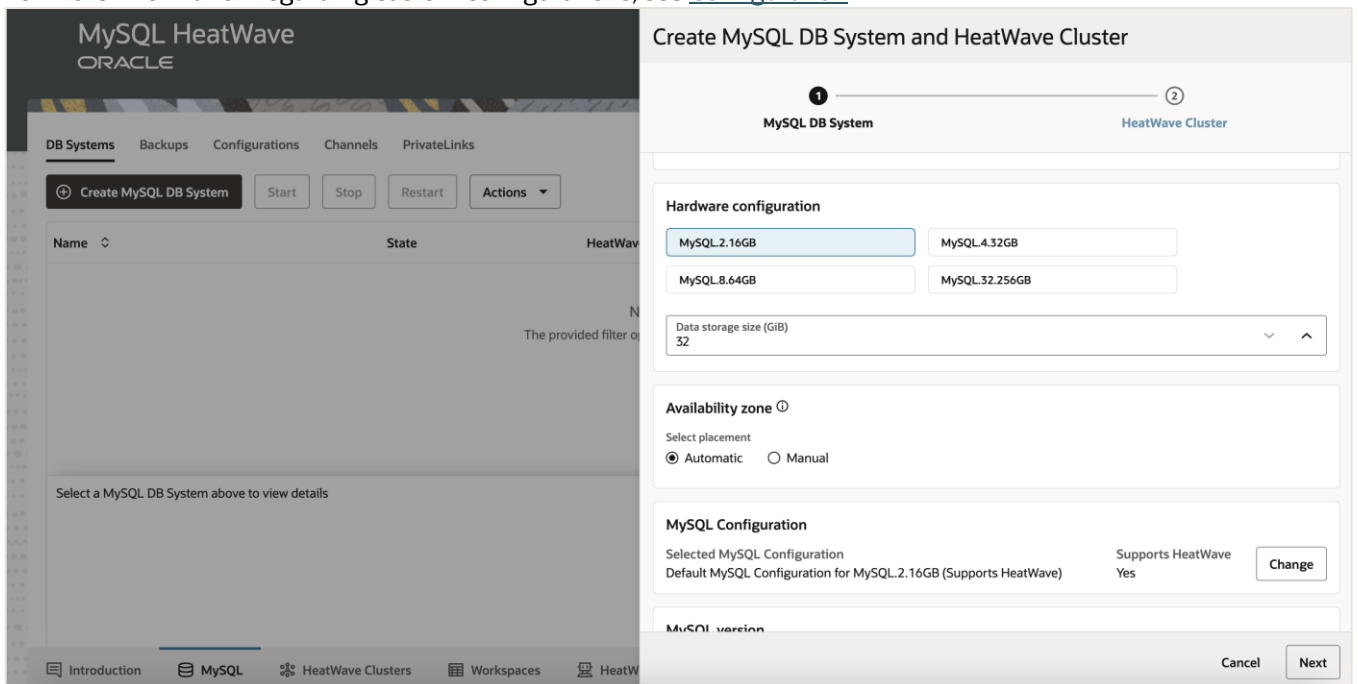 MySQL HeatWave
ORACLE
DB Systems Backups Configurations Channels PrivateLinks
Create MySQL DB System Start Stop Restart Actions
Name State
The provided filter
Select a MySQL DB System above to view details
Introduction MySQL HeatWave Clusters Workspaces
Create MySQL DB System and HeatWave Cluster
1 2
MySQL DB System HeatWave Cluster
Hardware configuration
MySQL.2.16GB MySQL.4.32GB
MySQL.8.64GB MySQL.32.256GB
Data storage size (GiB)
32
Availability zone
Select placement
Automatic Manual
MySQL Configuration
Selected MySQL Configuration Supports HeatWave
Default MySQL Configuration for MySQL.2.16GB (Supports HeatWave) Yes Change
MySQL version
Cancel Next